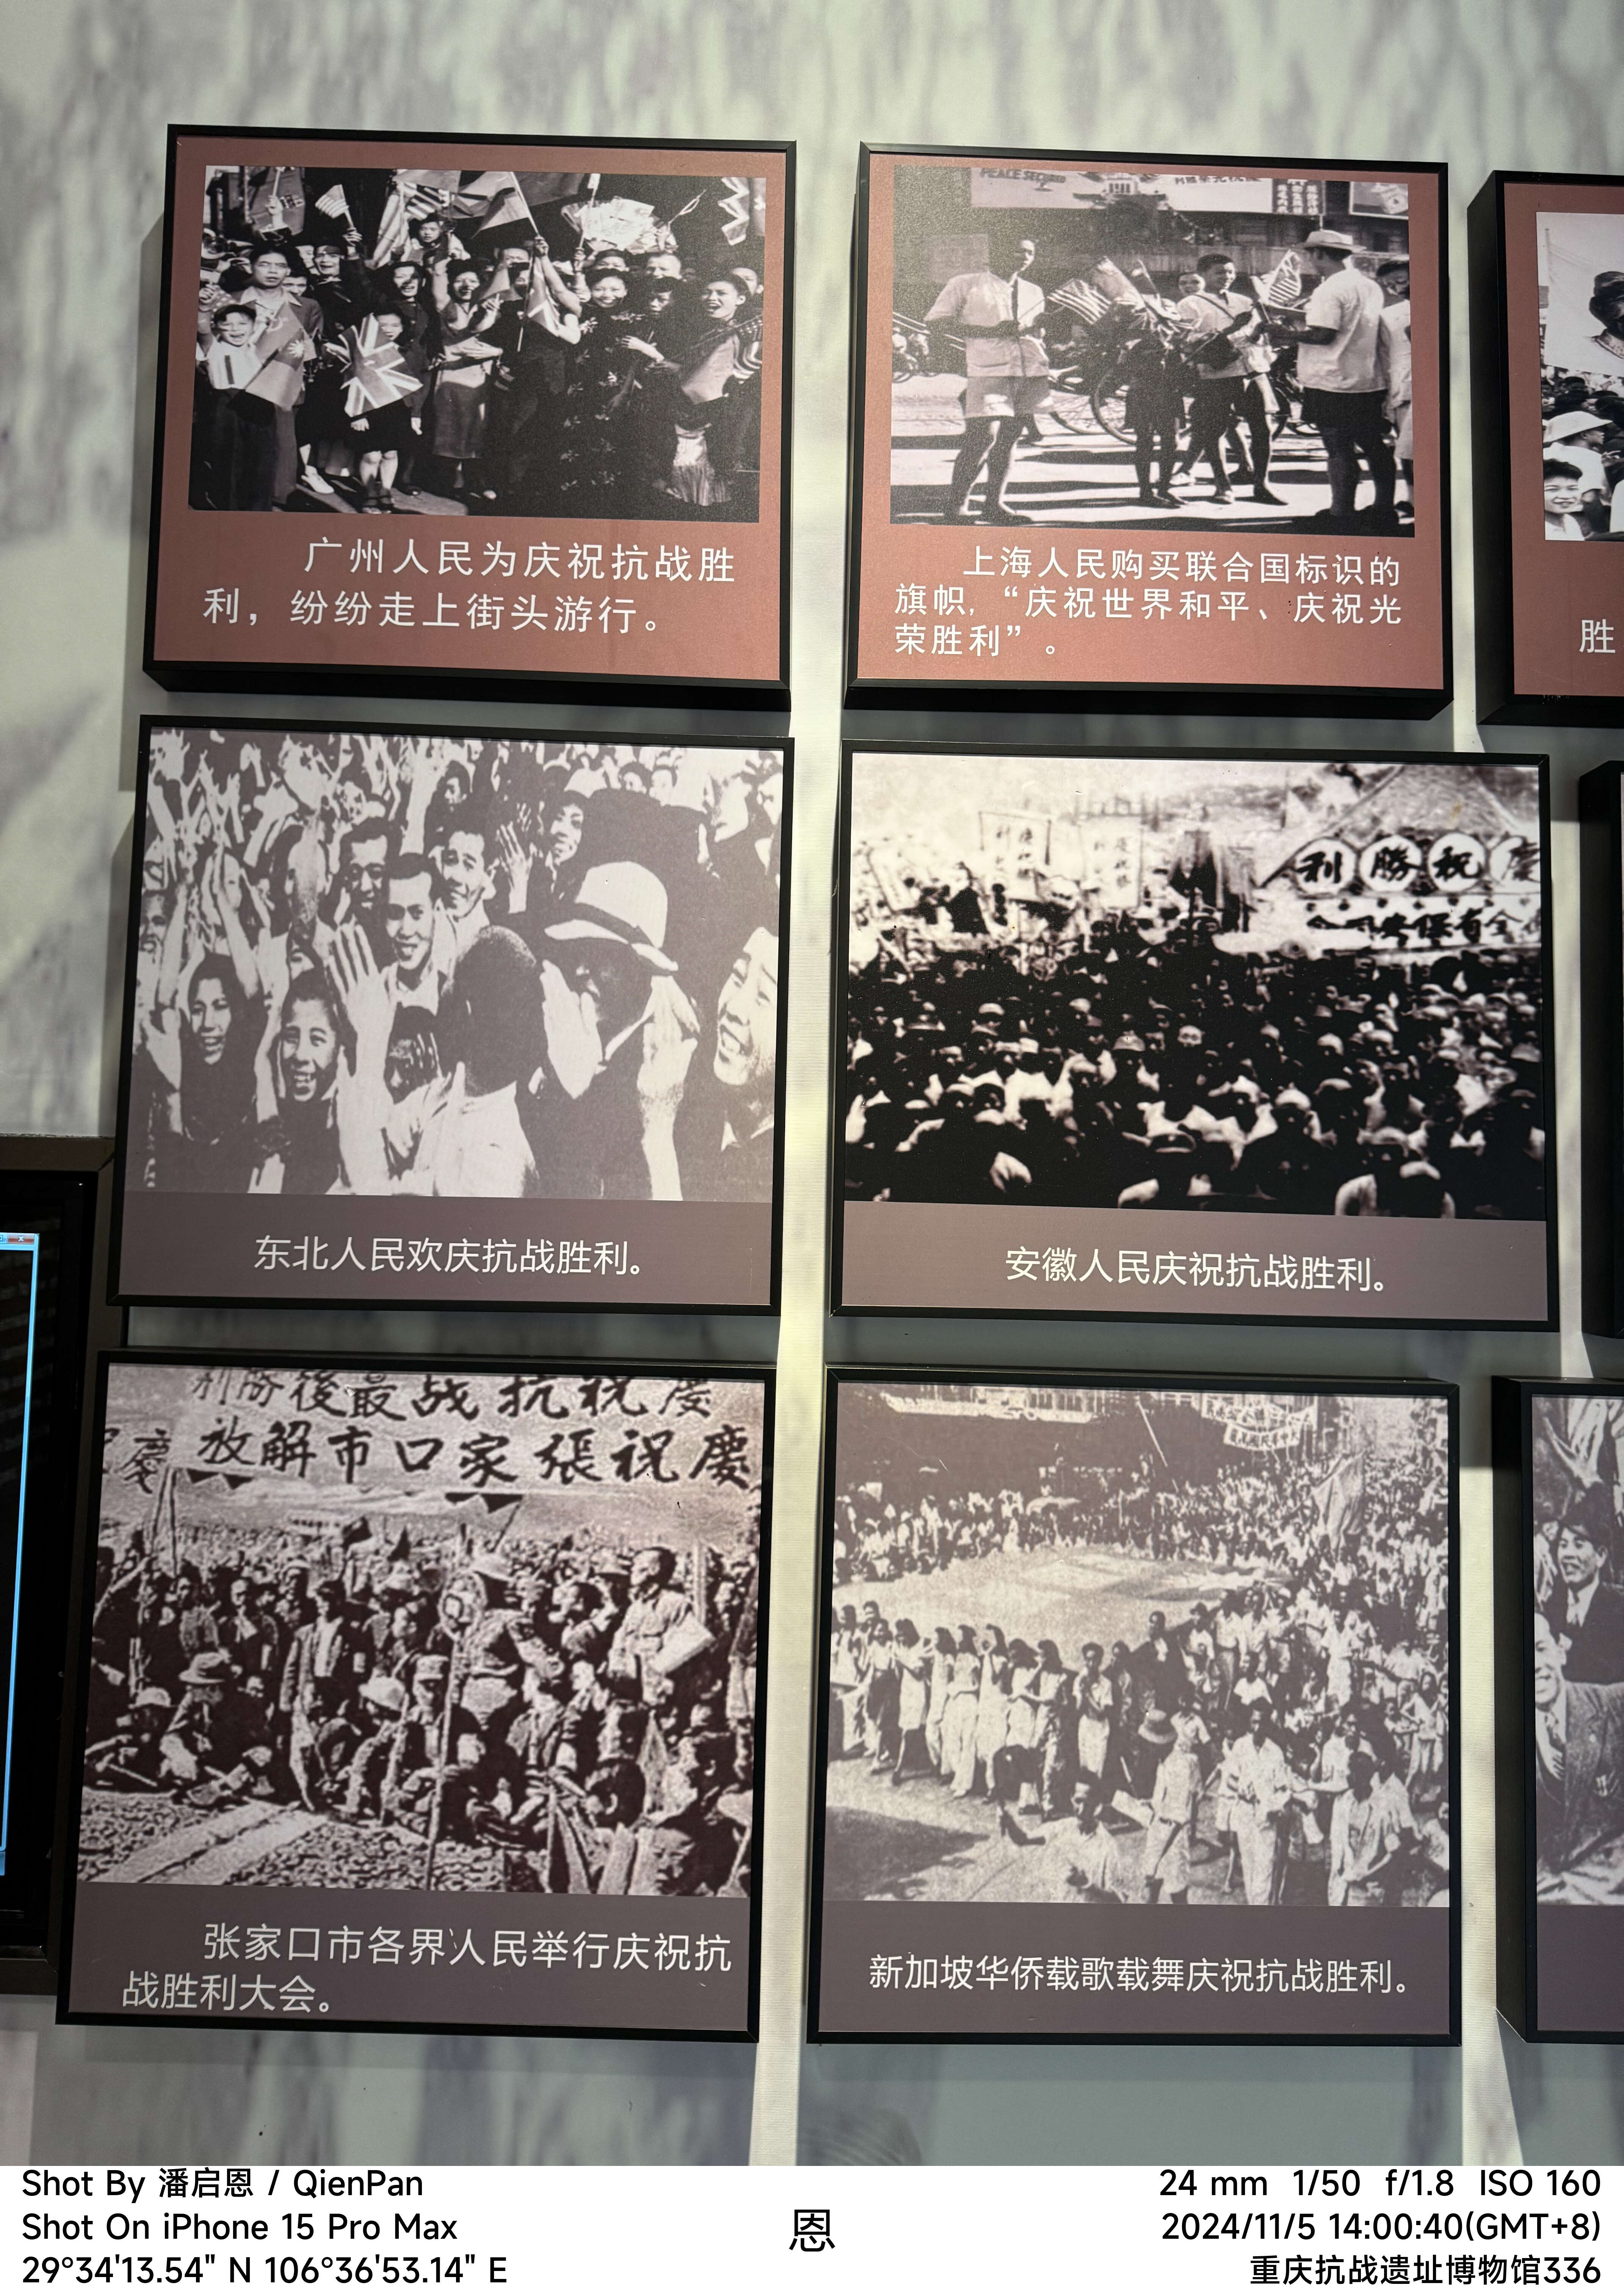 PEACE SECURED
广州人民为庆祝抗战胜
利，纷纷走上街头游行。
上海人民购买联合国标识的
旗帜，“庆祝世界和平、庆祝光
荣胜利”。
胜
利勝祝慶
东北人民欢庆抗战胜利。
安徽人民庆祝抗战胜利。
利勝後最战抗祝慶
放解市口家張祝慶
张家口市各界人民举行庆祝抗
战胜利大会。
新加坡华侨载歌载舞庆祝抗战胜利。
Shot By 潘启恩 / QienPan
Shot On iPhone 15 Pro Max
29°34'13.54" N 106°36'53.14" E
恩
24 mm 1/50 f/1.8 ISO 160
2024/11/5 14:00:40(GMT+8)
重庆抗战遗址博物馆336